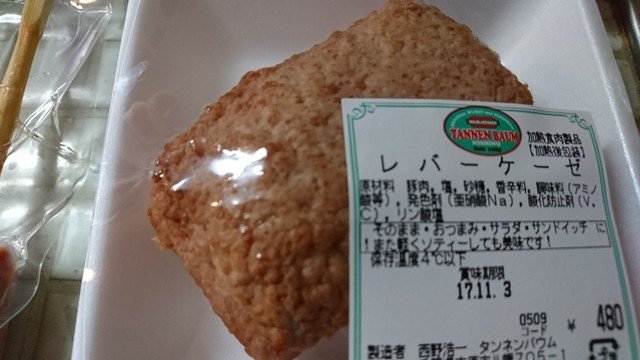 TANNEN BAUM
加熱食肉製品
【加熱後包装】
レバーケーゼ
原材料 豚肉，塩，砂糖，香辛料，調味料（アミノ
酸等），発色剤（亜硝酸Ｎａ），酸化防止剤（Ｖ．
Ｃ），リン酸塩
そのまま・おつまみ・サラダ・サンドイッチ に
！また軽くソティーしても美味です！
保存温度4℃以下
賞味期限
17.11. 3
0509
コード
¥ 480
製造者 西野浩一 タンネンバウム